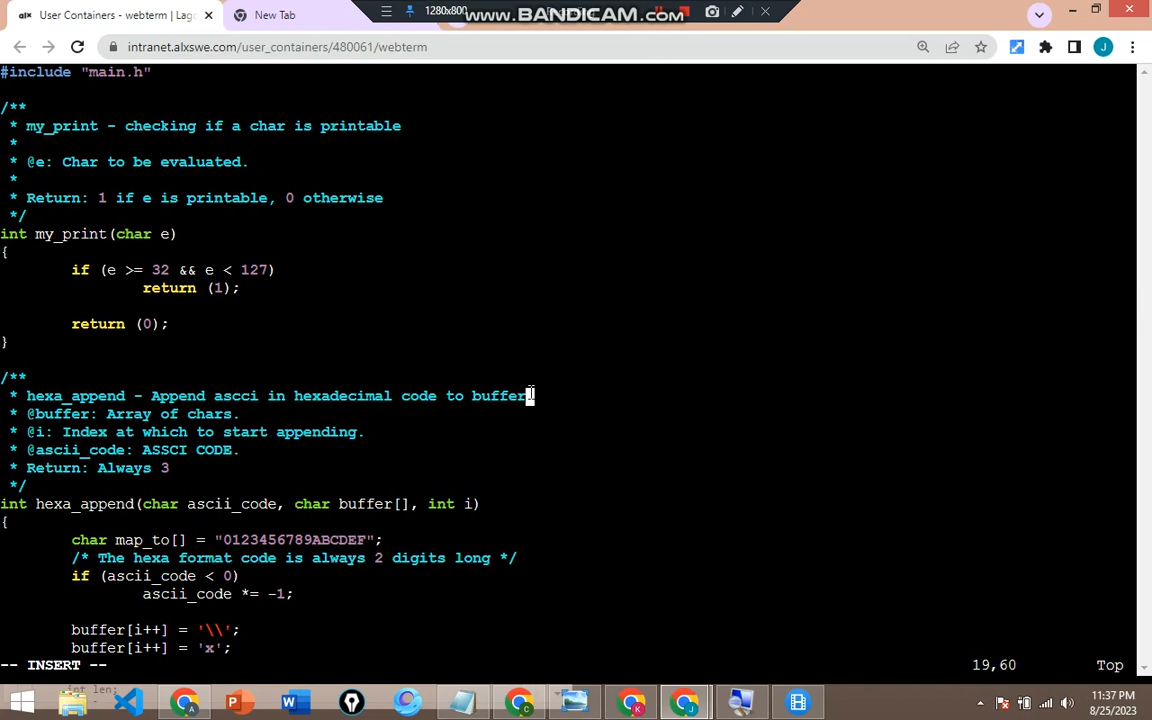 User Containers - webterm | Lag
New Tab
1280x800
www.BANDICAM.com
intranet.alxswe.com/user_containers/480061/webterm
J
#include "main.h"
/**
* my_print - checking if a char is printable
*
* @e: Char to be evaluated.
*
* Return: 1 if e is printable, 0 otherwise
*/
int my_print(char e)
{
if (e >= 32 && e < 127)
return (1);
return (0);
}
/**
* hexa_append - Append ascci in hexadecimal code to buffer
* @buffer: Array of chars.
* @i: Index at which to start appending.
* @ascii_code: ASSCI CODE.
* Return: Always 3
*/
int hexa_append(char ascii_code, char buffer[], int i)
{
char map_to[] = "0123456789ABCDEF";
/* The hexa format code is always 2 digits long */
if (ascii_code < 0)
ascii_code *= -1;
buffer[i++] = '\\';
buffer[i++] = 'x';
-- INSERT --
19,60
Top
int len;
11:37 PM
8/25/2023